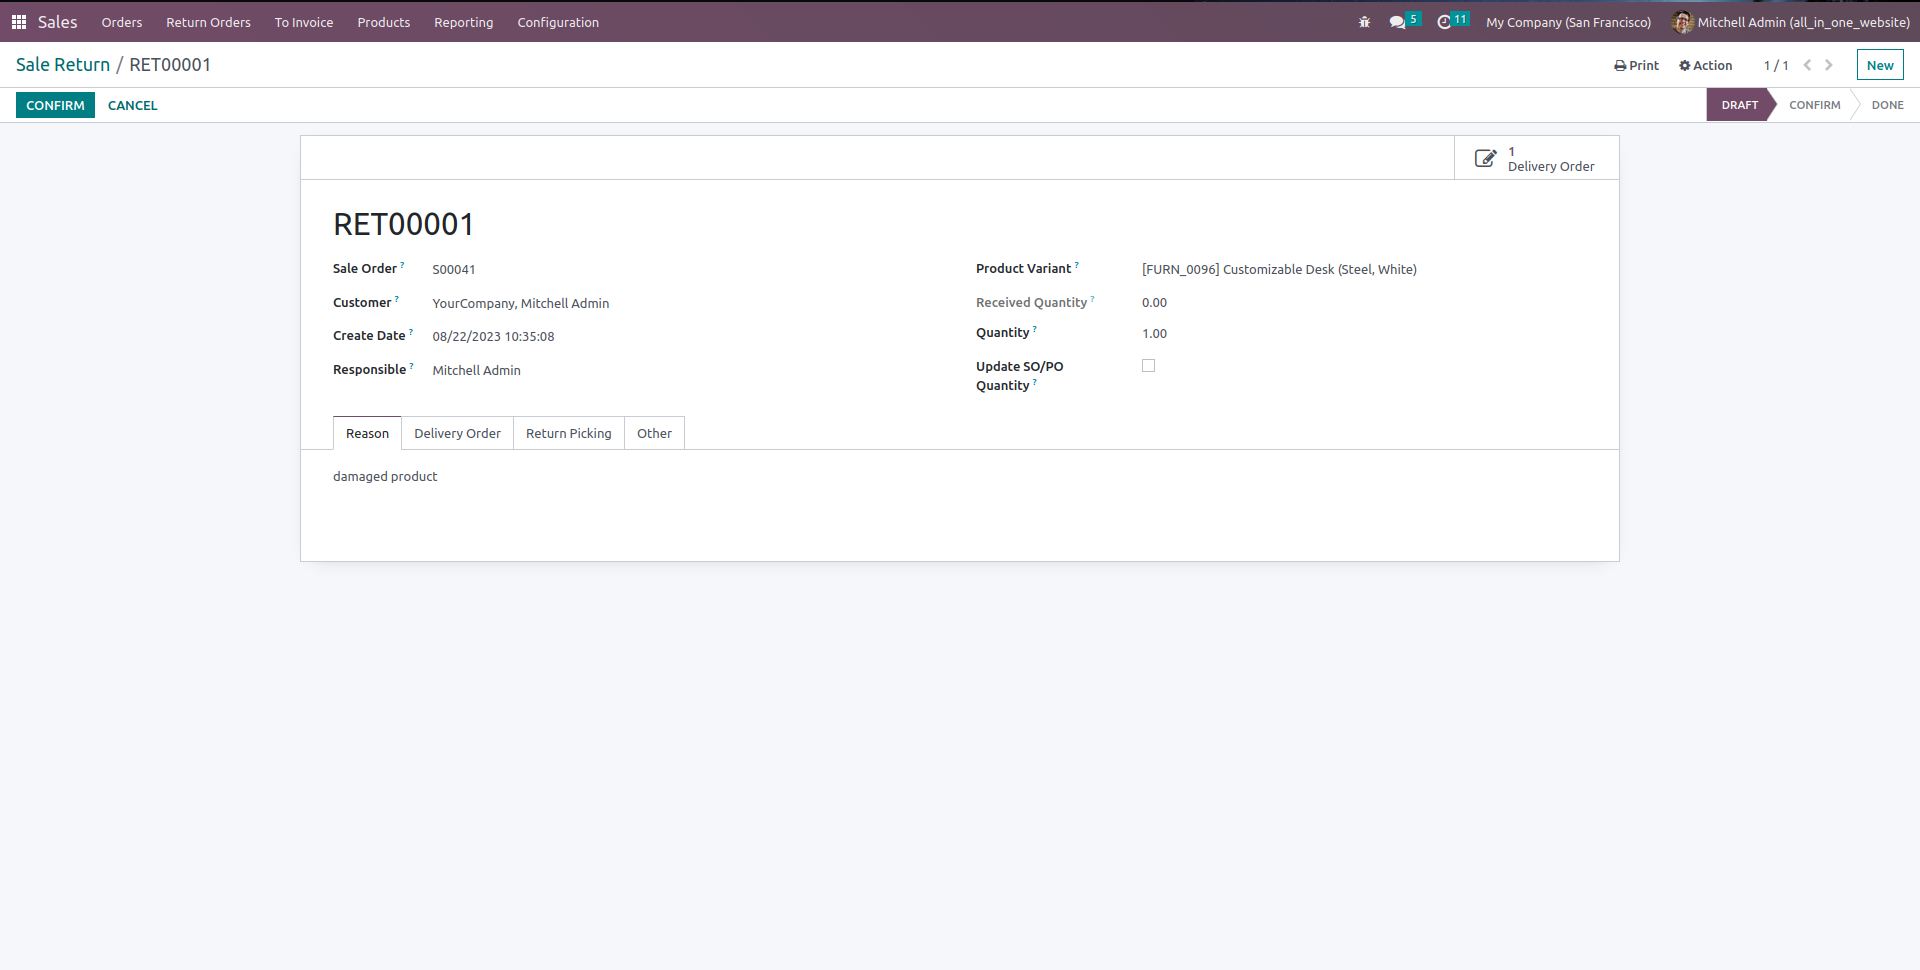 Sales Orders Return Orders To Invoice Products Reporting Configuration 5 11 My Company (San Francisco) Mitchell Admin (all_in_one_website)
Sale Return / RET00001 Print Action 1 / 1 New
CONFIRM CANCEL DRAFT CONFIRM DONE
1
Delivery Order
RET00001
Sale Order ? S00041
Customer ? YourCompany, Mitchell Admin
Create Date ? 08/22/2023 10:35:08
Responsible ? Mitchell Admin
Product Variant ? [FURN_0096] Customizable Desk (Steel, White)
Received Quantity ? 0.00
Quantity ? 1.00
Update SO/PO
Quantity ?
Reason Delivery Order Return Picking Other
damaged product